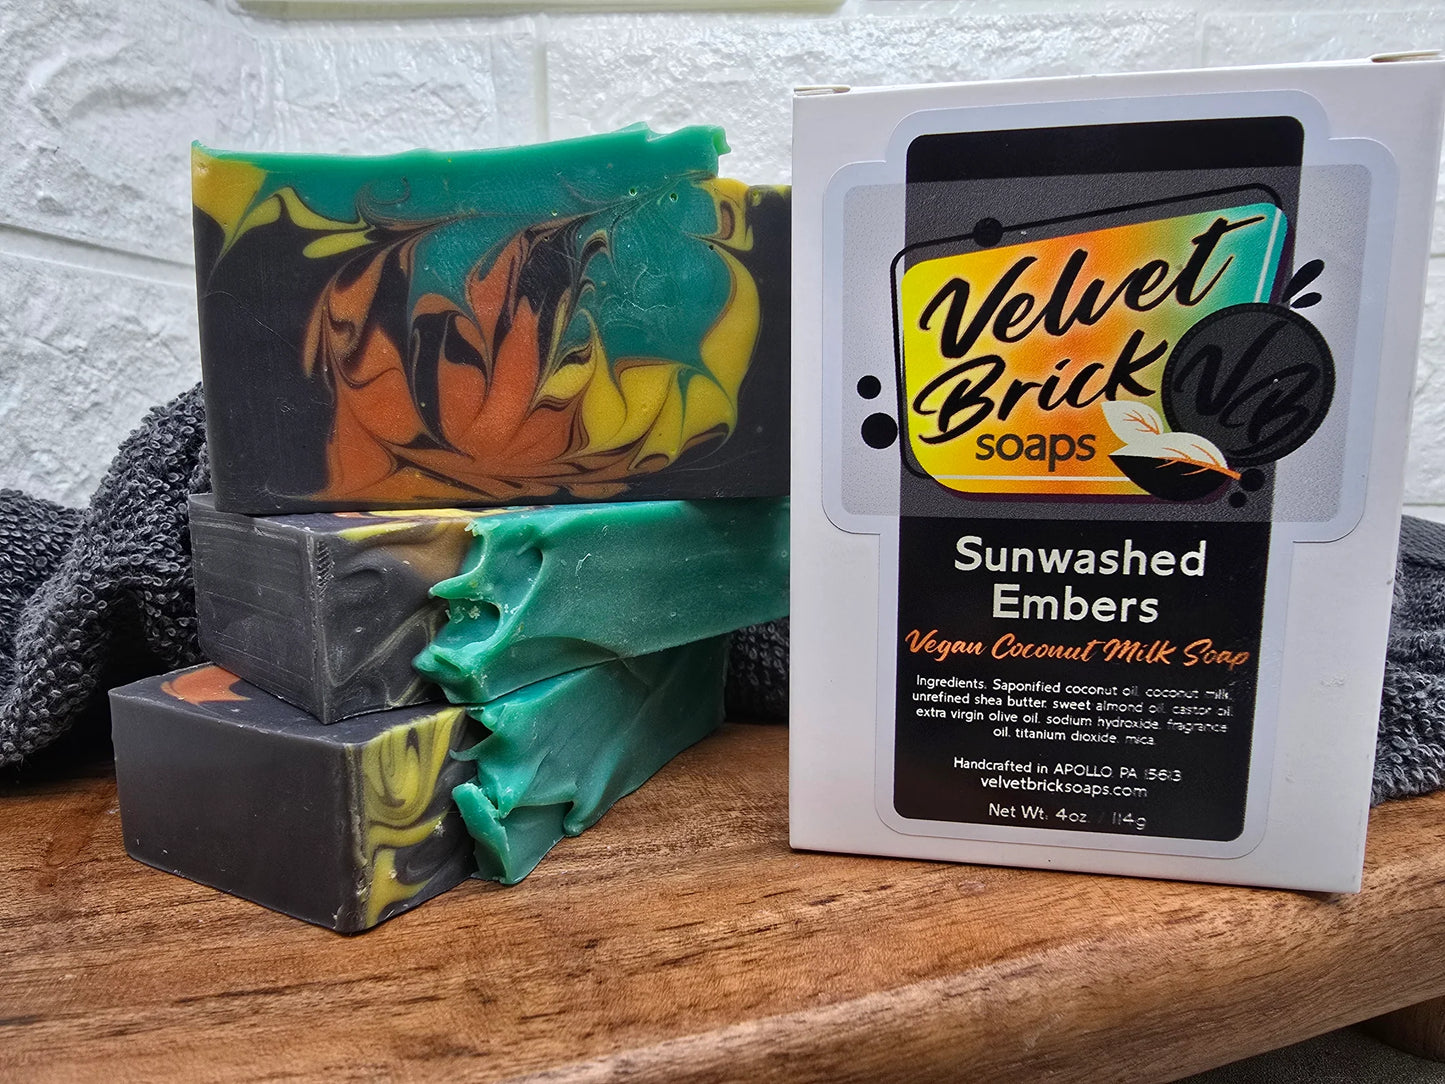 Velvet
Brick
soaps
VB
Sunwashed
Embers
Vegan Coconut Milk Soap
Ingredients: Saponified coconut oil, coconut milk,
unrefined shea butter, sweet almond oil, castor oil,
extra virgin olive oil, sodium hydroxide, fragrance
oil, titanium dioxide, mica
Handcrafted in APOLLO, PA 15613
velvetbricksoaps.com
Net Wt. 4oz / 114g